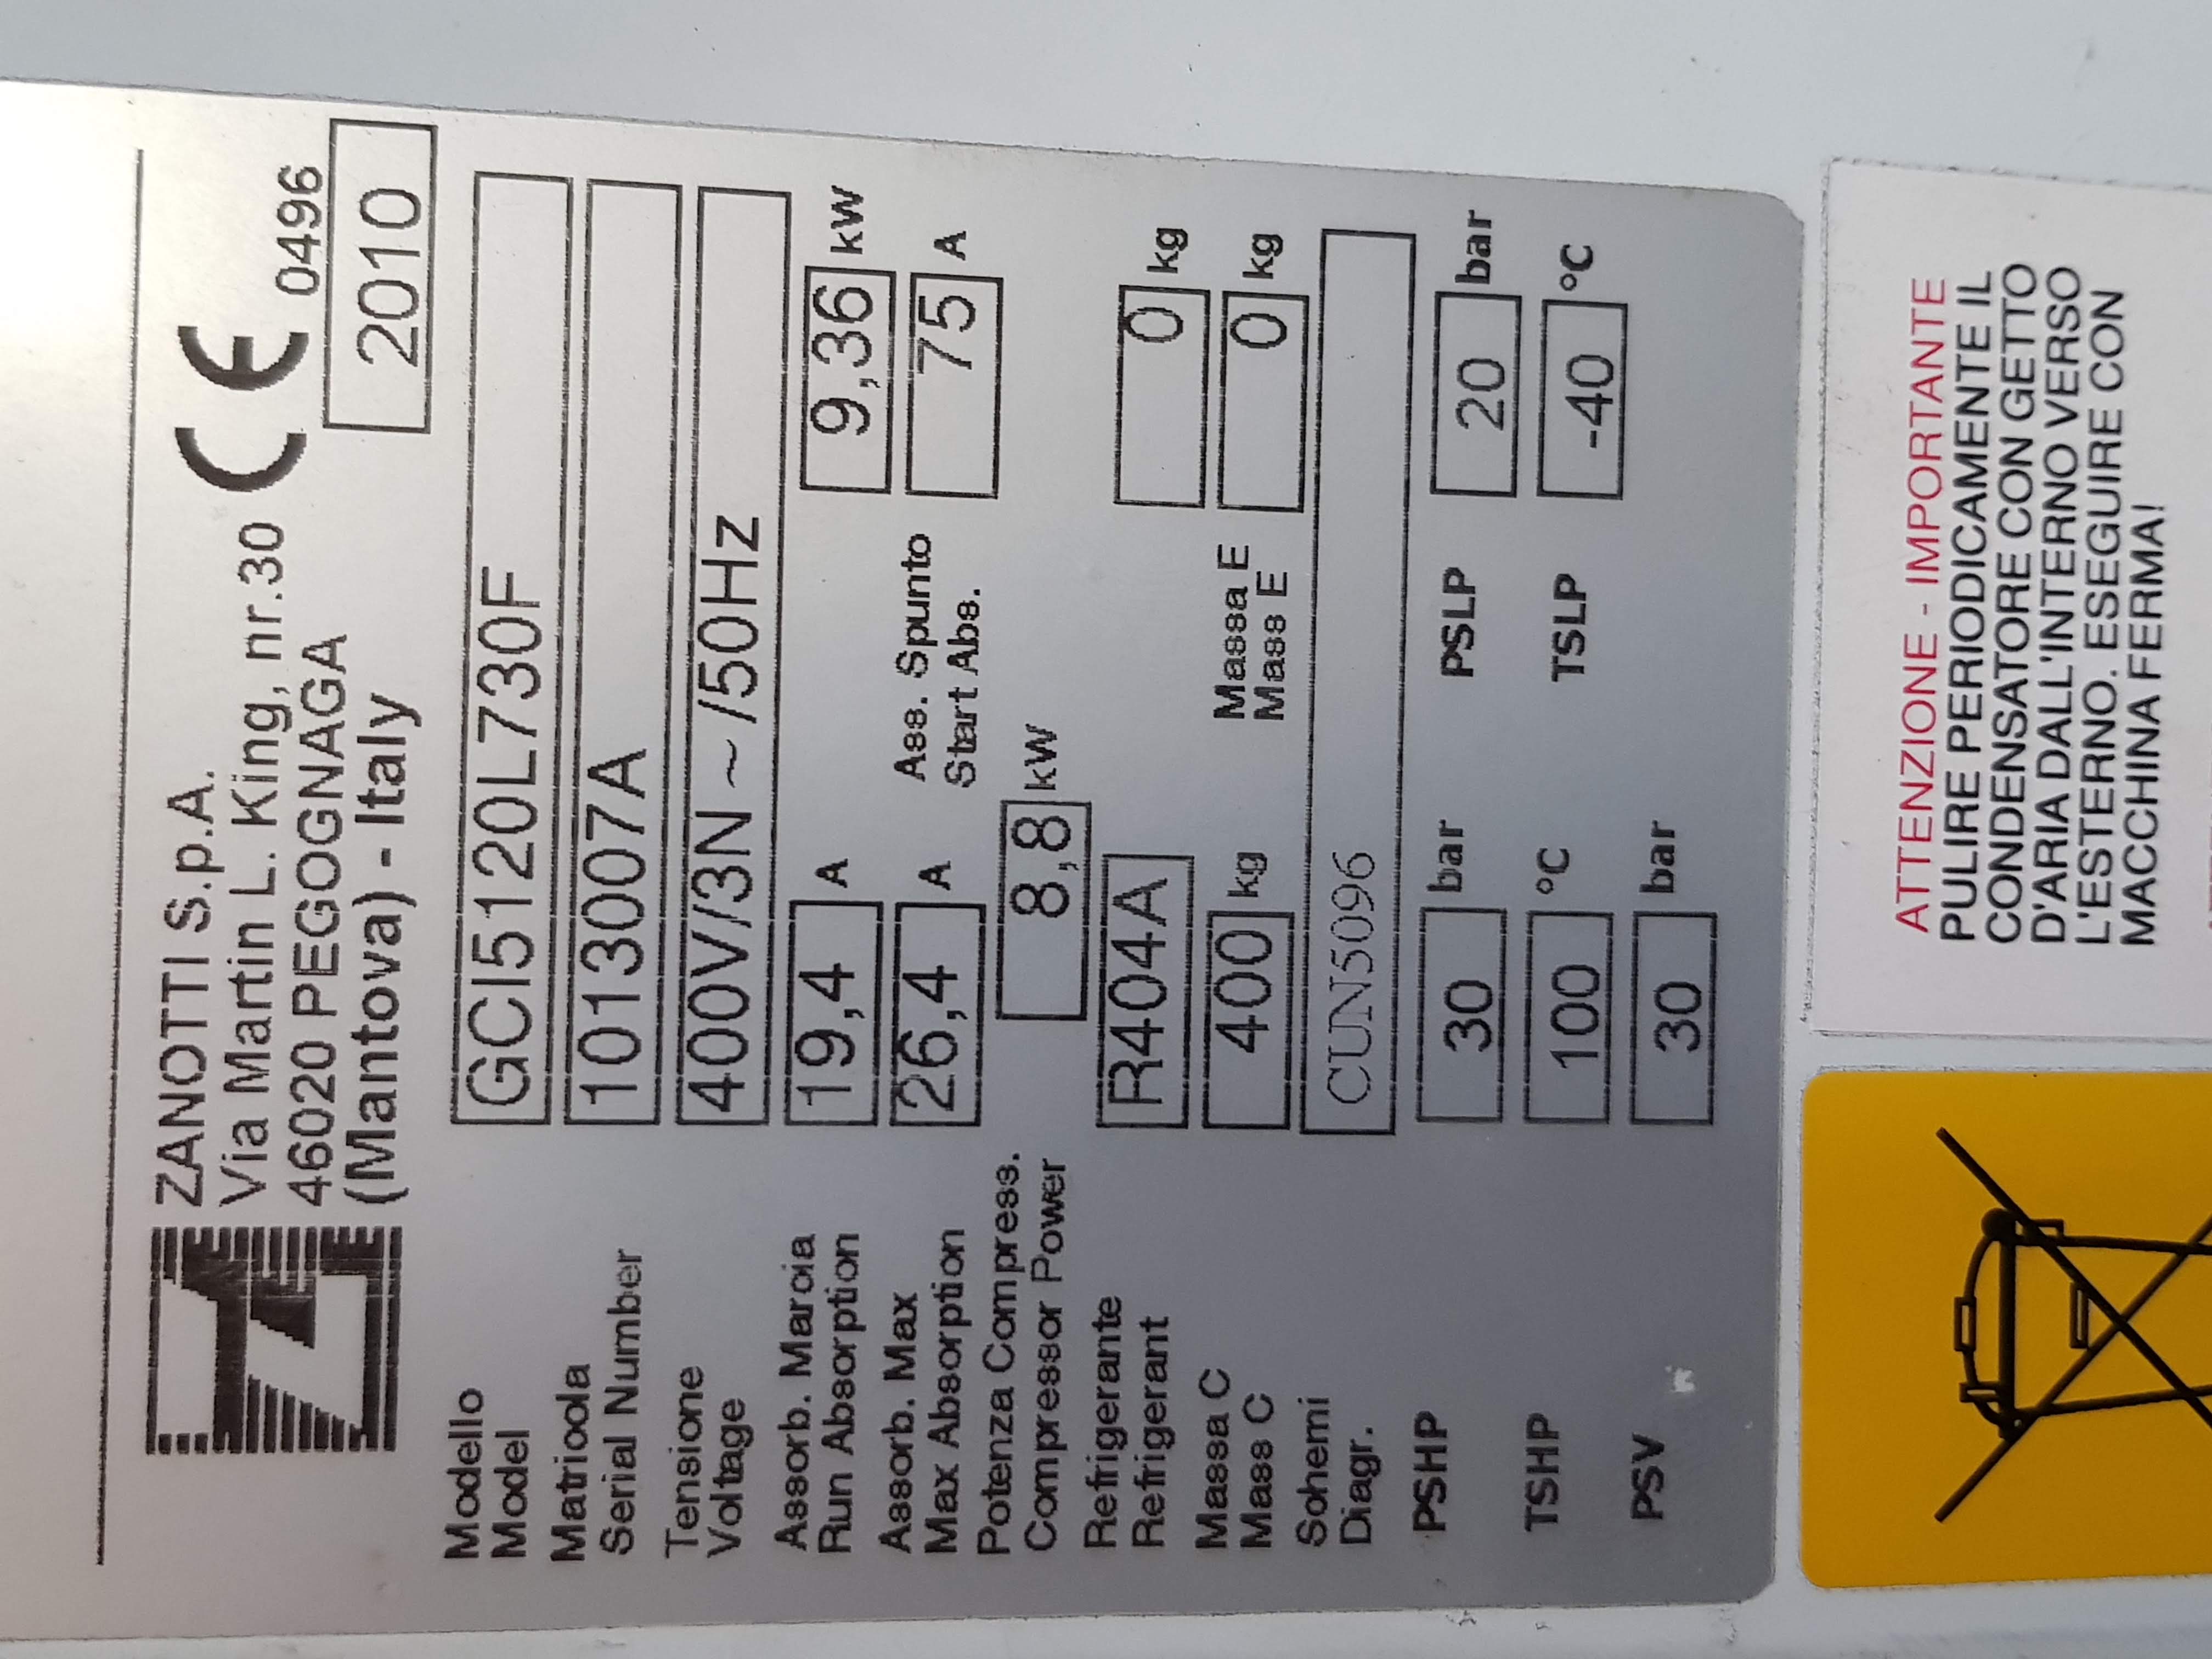 ZANOTTI S.p.A.
Via Martin L. King, nr.30
46020 PEGOGNAGA
(Mantova) - Italy
CE 0496
2010
Modello
Model
GCI5120L730F
Matricola
Serial Number
1013007A
Tensione
Voltage
400V/3N~/50Hz
Assorb. Marcia
Run Absorption
19,4 A
9,36 kW
Assorb. Max
Max Absorption
26,4 A
Ass. Spunto
Start Abs.
75 A
Potenza Compress.
Compressor Power
8,8 kW
Refrigerante
Refrigerant
R404A
0 kg
Massa C
Mass C
400 kg
Massa E
Mass E
0 kg
Schemi
Diagr.
CUN5096
PSHP 30 bar PSLP 20 bar
TSHP 100 °C TSLP -40 °C
PSV 30 bar
ATTENZIONE - IMPORTANTE
PULIRE PERIODICAMENTE IL
CONDENSATORE CON GETTO
D'ARIA DALL'INTERNO VERSO
L'ESTERNO. ESEGUIRE CON
MACCHINA FERMA!